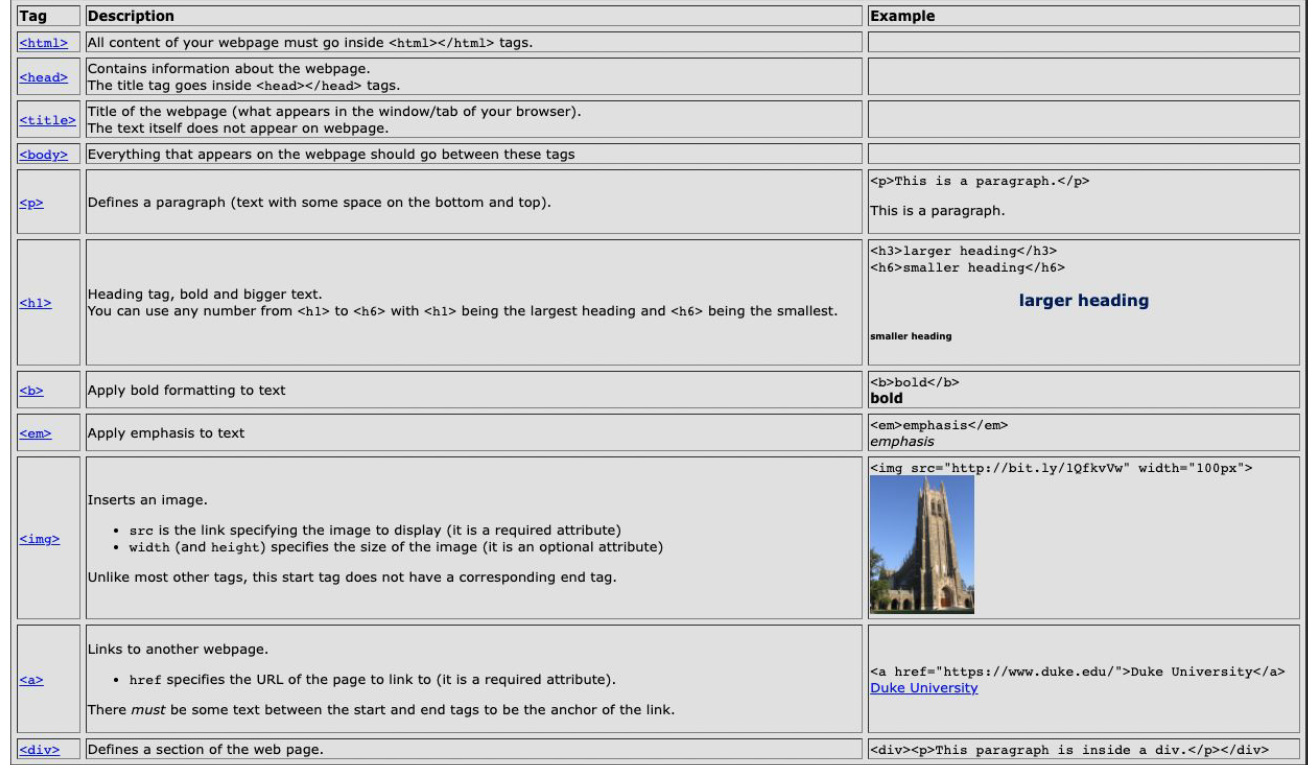 Tag Description Example
<html> All content of your webpage must go inside <html></html> tags.
<head> Contains information about the webpage.
The title tag goes inside <head></head> tags.
<title> Title of the webpage (what appears in the window/tab of your browser).
The text itself does not appear on webpage.
<body> Everything that appears on the webpage should go between these tags
<p> Defines a paragraph (text with some space on the bottom and top).
<p>This is a paragraph.</p>
This is a paragraph.
<h1> Heading tag, bold and bigger text.
You can use any number from <h1> to <h6> with <h1> being the largest heading and <h6> being the smallest.
<h3>larger heading</h3>
<h6>smaller heading</h6>
larger heading
smaller heading
<b> Apply bold formatting to text
<b>bold</b>
bold
<em> Apply emphasis to text
<em>emphasis</em>
emphasis
<img> Inserts an image.
• src is the link specifying the image to display (it is a required attribute)
• width (and height) specifies the size of the image (it is an optional attribute)
Unlike most other tags, this start tag does not have a corresponding end tag.
<img src="http://bit.ly/1QfkvVw" width="100px">
<a> Links to another webpage.
• href specifies the URL of the page to link to (it is a required attribute).
There must be some text between the start and end tags to be the anchor of the link.
<a href="https://www.duke.edu/">Duke University</a>
Duke University
<div> Defines a section of the web page. <div><p>This paragraph is inside a div.</p></div>